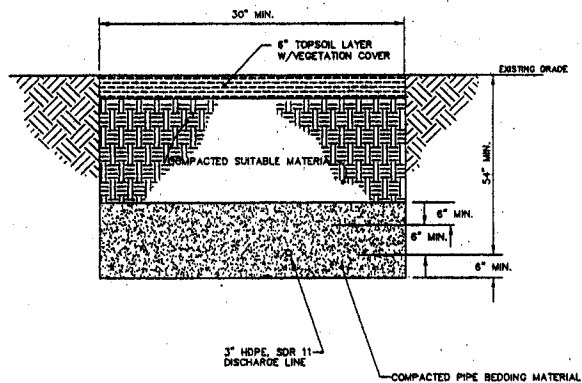 30" MIN.
6" TOPSOIL LAYER
W/VEGETATION COVER
EXISTING GRADE
COMPACTED SUITABLE MATERIAL
54" MIN.
6" MIN.
6" MIN.
6" MIN.
3" HDPE, SDR 11
DISCHARGE LINE
COMPACTED PIPE BEDDING MATERIAL